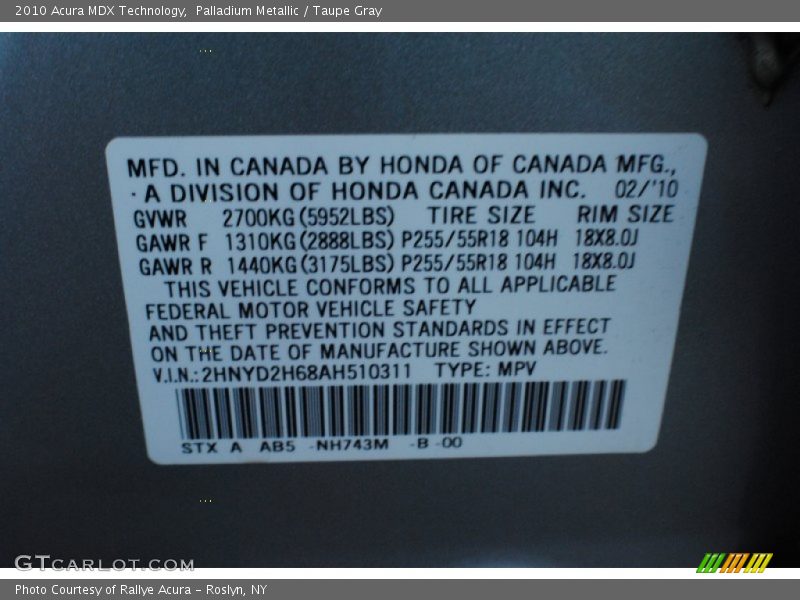 2010 Acura MDX Technology,  Palladium Metallic / Taupe Gray
MFD. IN CANADA BY HONDA OF CANADA MFG.,
A DIVISION OF HONDA CANADA INC. 02/'10
GVWR 2700KG(5952LBS) TIRE SIZE RIM SIZE
GAWR F 1310KG(2888LBS) P255/55R18 104H 18X8.0J
GAWR R 1440KG(3175LBS) P255/55R18 104H 18X8.0J
THIS VEHICLE CONFORMS TO ALL APPLICABLE
FEDERAL MOTOR VEHICLE SAFETY
AND THEFT PREVENTION STANDARDS IN EFFECT
ON THE DATE OF MANUFACTURE SHOWN ABOVE.
V.I.N.:2HNYD2H68AH510311 TYPE: MPV
STX A AB5 -NH743M -B -00
GTCARLOT.COM
Photo Courtesy of Rallye Acura - Roslyn, NY